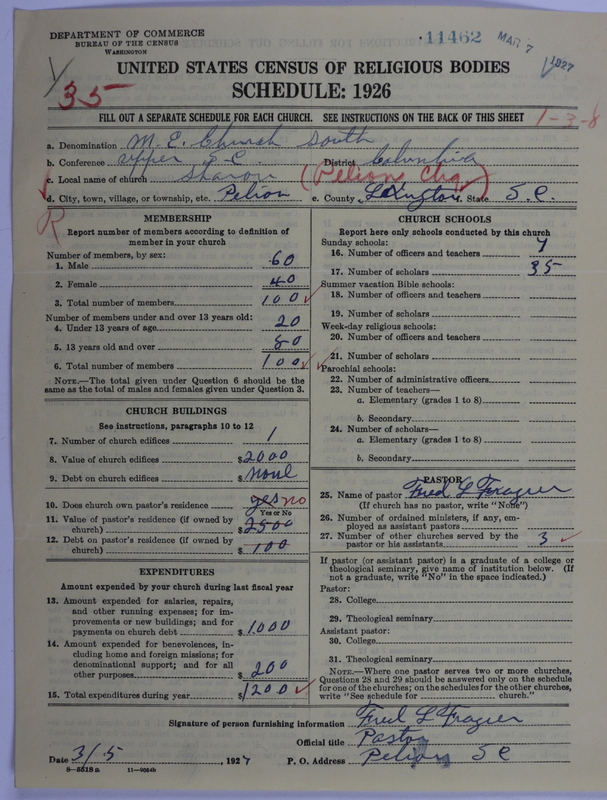 DEPARTMENT OF COMMERCE
BUREAU OF THE CENSUS
WASHINGTON
11462 MAR 7 1927
UNITED STATES CENSUS OF RELIGIOUS BODIES
SCHEDULE: 1926
35
FILL OUT A SEPARATE SCHEDULE FOR EACH CHURCH. SEE INSTRUCTIONS ON THE BACK OF THIS SHEET
1-3-8
a. Denomination M. E. Church South
b. Conference Upper S.C. District Columbia
c. Local name of church Sharon (Pelion Chg)
d. City, town, village, or township, etc. Pelion e. County Lexington State S.C.
R
MEMBERSHIP
Report number of members according to definition of member in your church
Number of members, by sex:
1. Male 60
2. Female 40
3. Total number of members 100
Number of members under and over 13 years old:
4. Under 13 years of age 20
5. 13 years old and over 80
6. Total number of members 100
NOTE.—The total given under Question 6 should be the same as the total of males and females given under Question 3.
CHURCH BUILDINGS
See instructions, paragraphs 10 to 12
7. Number of church edifices 1
8. Value of church edifices $2000
9. Debt on church edifices $none
10. Does church own pastor's residence yes no
Yes or No
11. Value of pastor's residence (if owned by church) $2500
12. Debt on pastor's residence (if owned by church) $100
EXPENDITURES
Amount expended by your church during last fiscal year
13. Amount expended for salaries, repairs, and other running expenses; for improvements or new buildings; and for payments on church debt $1000
14. Amount expended for benevolences, including home and foreign missions; for denominational support; and for all other purposes $200
15. Total expenditures during year $1200
CHURCH SCHOOLS
Report here only schools conducted by this church
Sunday schools:
16. Number of officers and teachers 7
17. Number of scholars 35
Summer vacation Bible schools:
18. Number of officers and teachers
19. Number of scholars
Week-day religious schools:
20. Number of officers and teachers
21. Number of scholars
Parochial schools:
22. Number of administrative officers
23. Number of teachers—
a. Elementary (grades 1 to 8)
b. Secondary
24. Number of scholars—
a. Elementary (grades 1 to 8)
b. Secondary
PASTOR
25. Name of pastor Fred L Frazier
(If church has no pastor, write "None")
26. Number of ordained ministers, if any, employed as assistant pastors
27. Number of other churches served by the pastor or his assistants 3
If pastor (or assistant pastor) is a graduate of a college or theological seminary, give name of institution below. (If not a graduate, write "No" in the space indicated.)
Pastor:
28. College
29. Theological seminary
Assistant pastor:
30. College
31. Theological seminary
NOTE.—Where one pastor serves two or more churches, Questions 28 and 29 should be answered only on the schedule for one of the churches; on the schedules for the other churches, write "See schedule for church."
Signature of person furnishing information Fred L Frazier
Official title Pastor
Date 3/5, 1927 P. O. Address Pelion S C